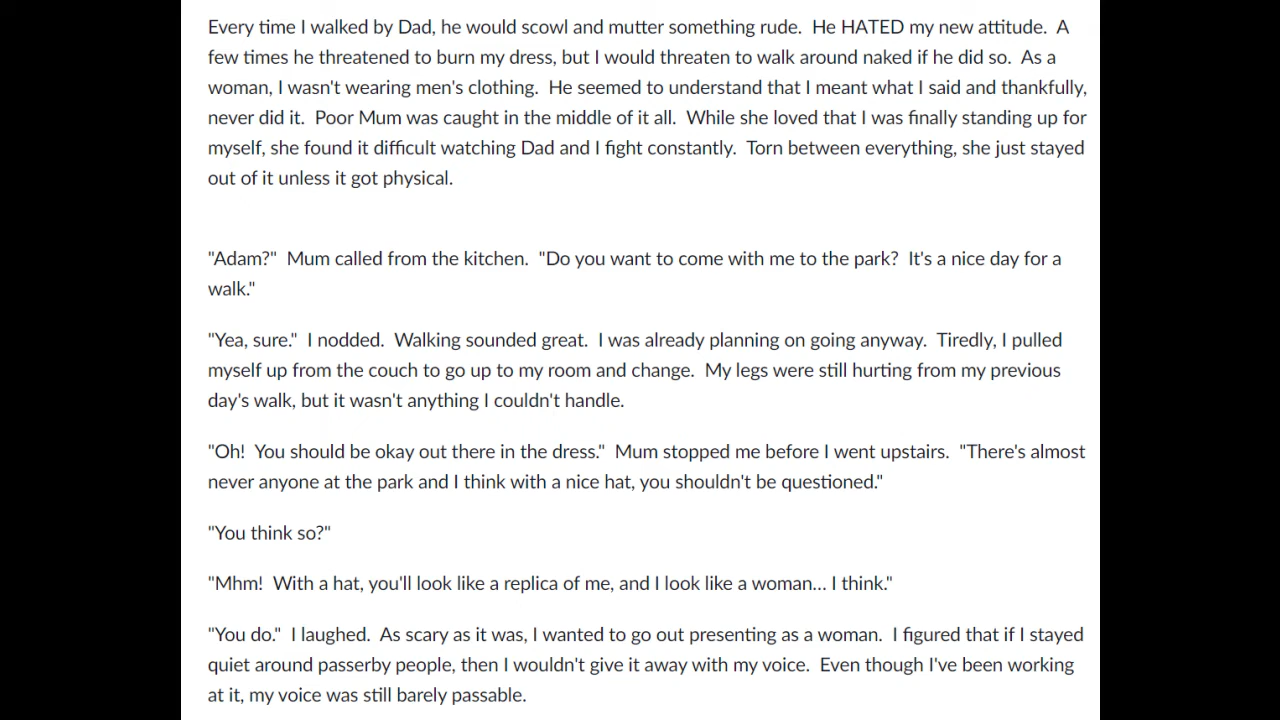 Every time I walked by Dad, he would scowl and mutter something rude.  He HATED my new attitude.  A
few times he threatened to burn my dress, but I would threaten to walk around naked if he did so.  As a
woman, I wasn't wearing men's clothing.  He seemed to understand that I meant what I said and thankfully,
never did it.  Poor Mum was caught in the middle of it all.  While she loved that I was finally standing up for
myself, she found it difficult watching Dad and I fight constantly.  Torn between everything, she just stayed
out of it unless it got physical.
"Adam?"  Mum called from the kitchen.  "Do you want to come with me to the park?  It's a nice day for a
walk."
"Yea, sure."  I nodded.  Walking sounded great.  I was already planning on going anyway.  Tiredly, I pulled
myself up from the couch to go up to my room and change.  My legs were still hurting from my previous
day's walk, but it wasn't anything I couldn't handle.
"Oh!  You should be okay out there in the dress."  Mum stopped me before I went upstairs.  "There's almost
never anyone at the park and I think with a nice hat, you shouldn't be questioned."
"You think so?"
"Mhm!  With a hat, you'll look like a replica of me, and I look like a woman... I think."
"You do."  I laughed.  As scary as it was, I wanted to go out presenting as a woman.  I figured that if I stayed
quiet around passerby people, then I wouldn't give it away with my voice.  Even though I've been working
at it, my voice was still barely passable.